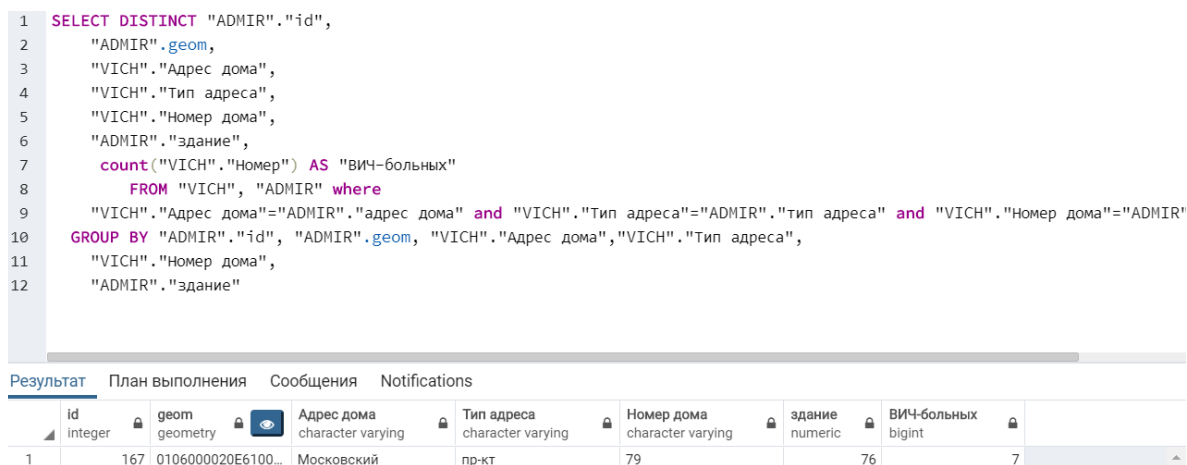 1 SELECT DISTINCT "ADMIR"."id",
2 "ADMIR".geom,
3 "VICH"."Адрес дома",
4 "VICH"."Тип адреса",
5 "VICH"."Номер дома",
6 "ADMIR"."здание",
7 count("VICH"."Номер") AS "ВИЧ-больных"
8 FROM "VICH", "ADMIR" where
9 "VICH"."Адрес дома"="ADMIR"."адрес дома" and "VICH"."Тип адреса"="ADMIR"."тип адреса" and "VICH"."Номер дома"="ADMIR"
10 GROUP BY "ADMIR"."id", "ADMIR".geom, "VICH"."Адрес дома","VICH"."Тип адреса",
11 "VICH"."Номер дома",
12 "ADMIR"."здание"
Результат План выполнения Сообщения Notifications
id geom Адрес дома Тип адреса Номер дома здание ВИЧ-больных
integer geometry character varying character varying character varying numeric bigint
1 167 0106000020E6100... Московский пр-кт 79 76 7